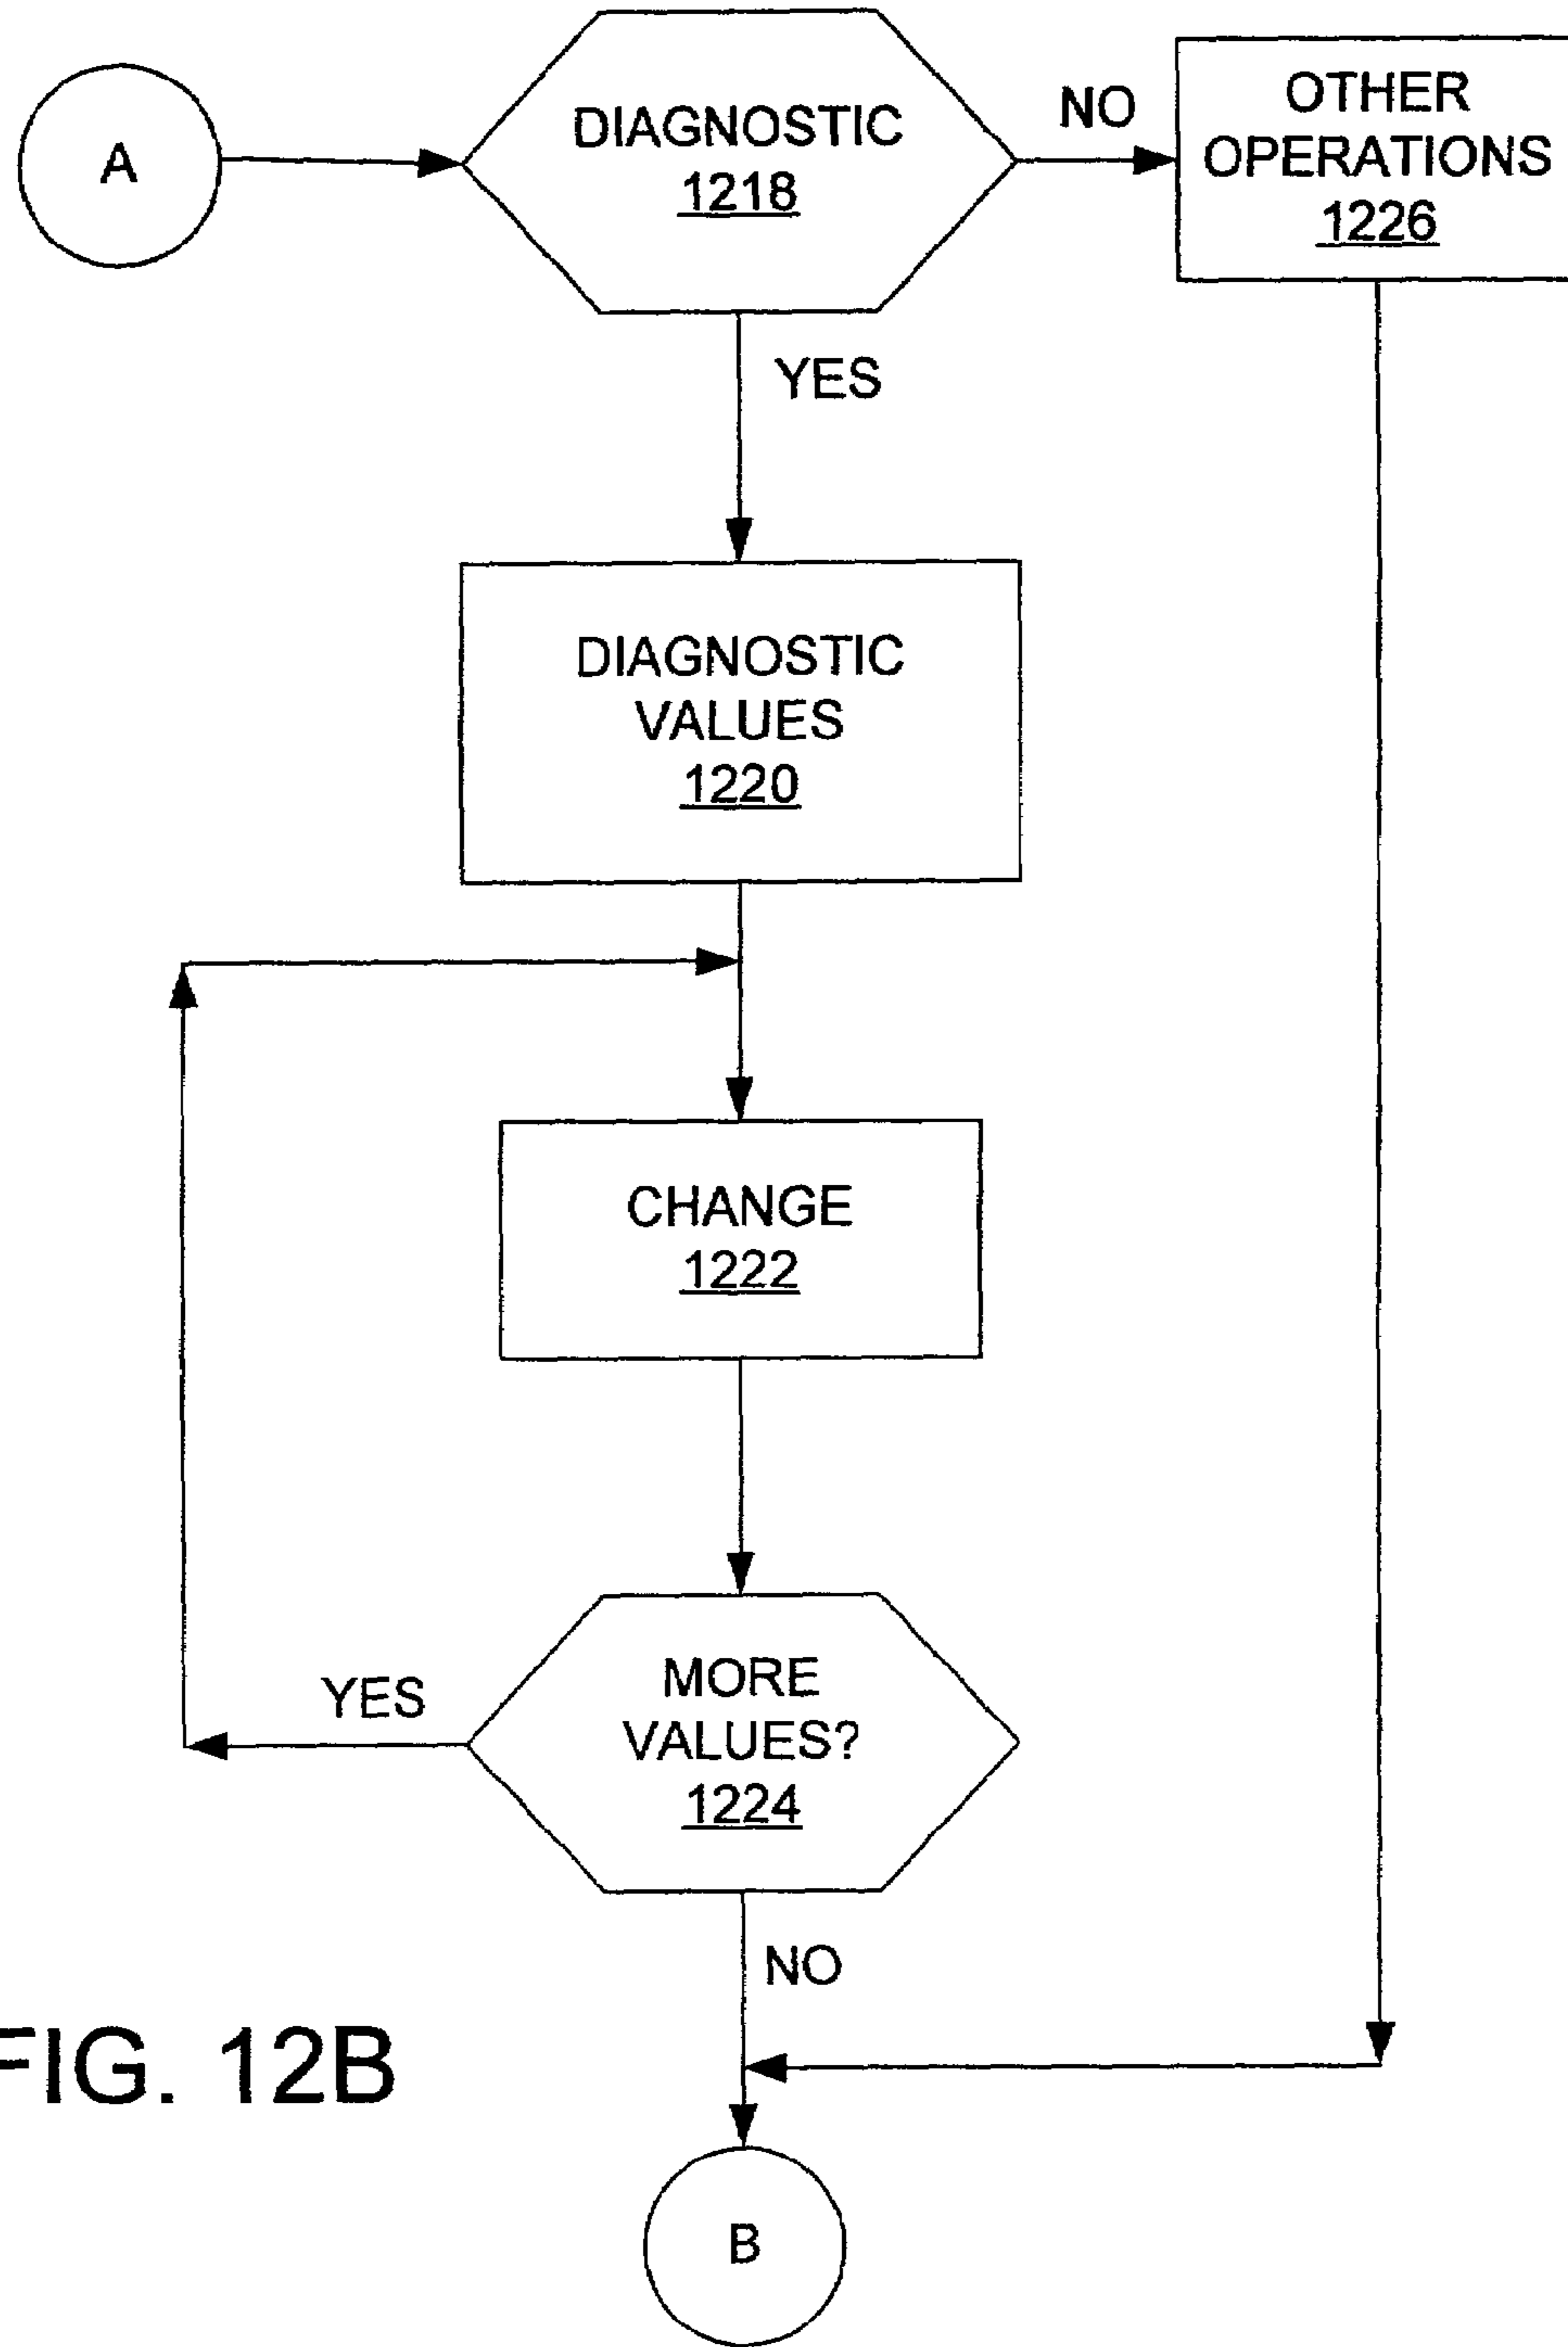 A
DIAGNOSTIC
1218
NO
OTHER
OPERATIONS
1226
YES
DIAGNOSTIC
VALUES
1220
CHANGE
1222
YES
MORE
VALUES?
1224
NO
FIG. 12B
B